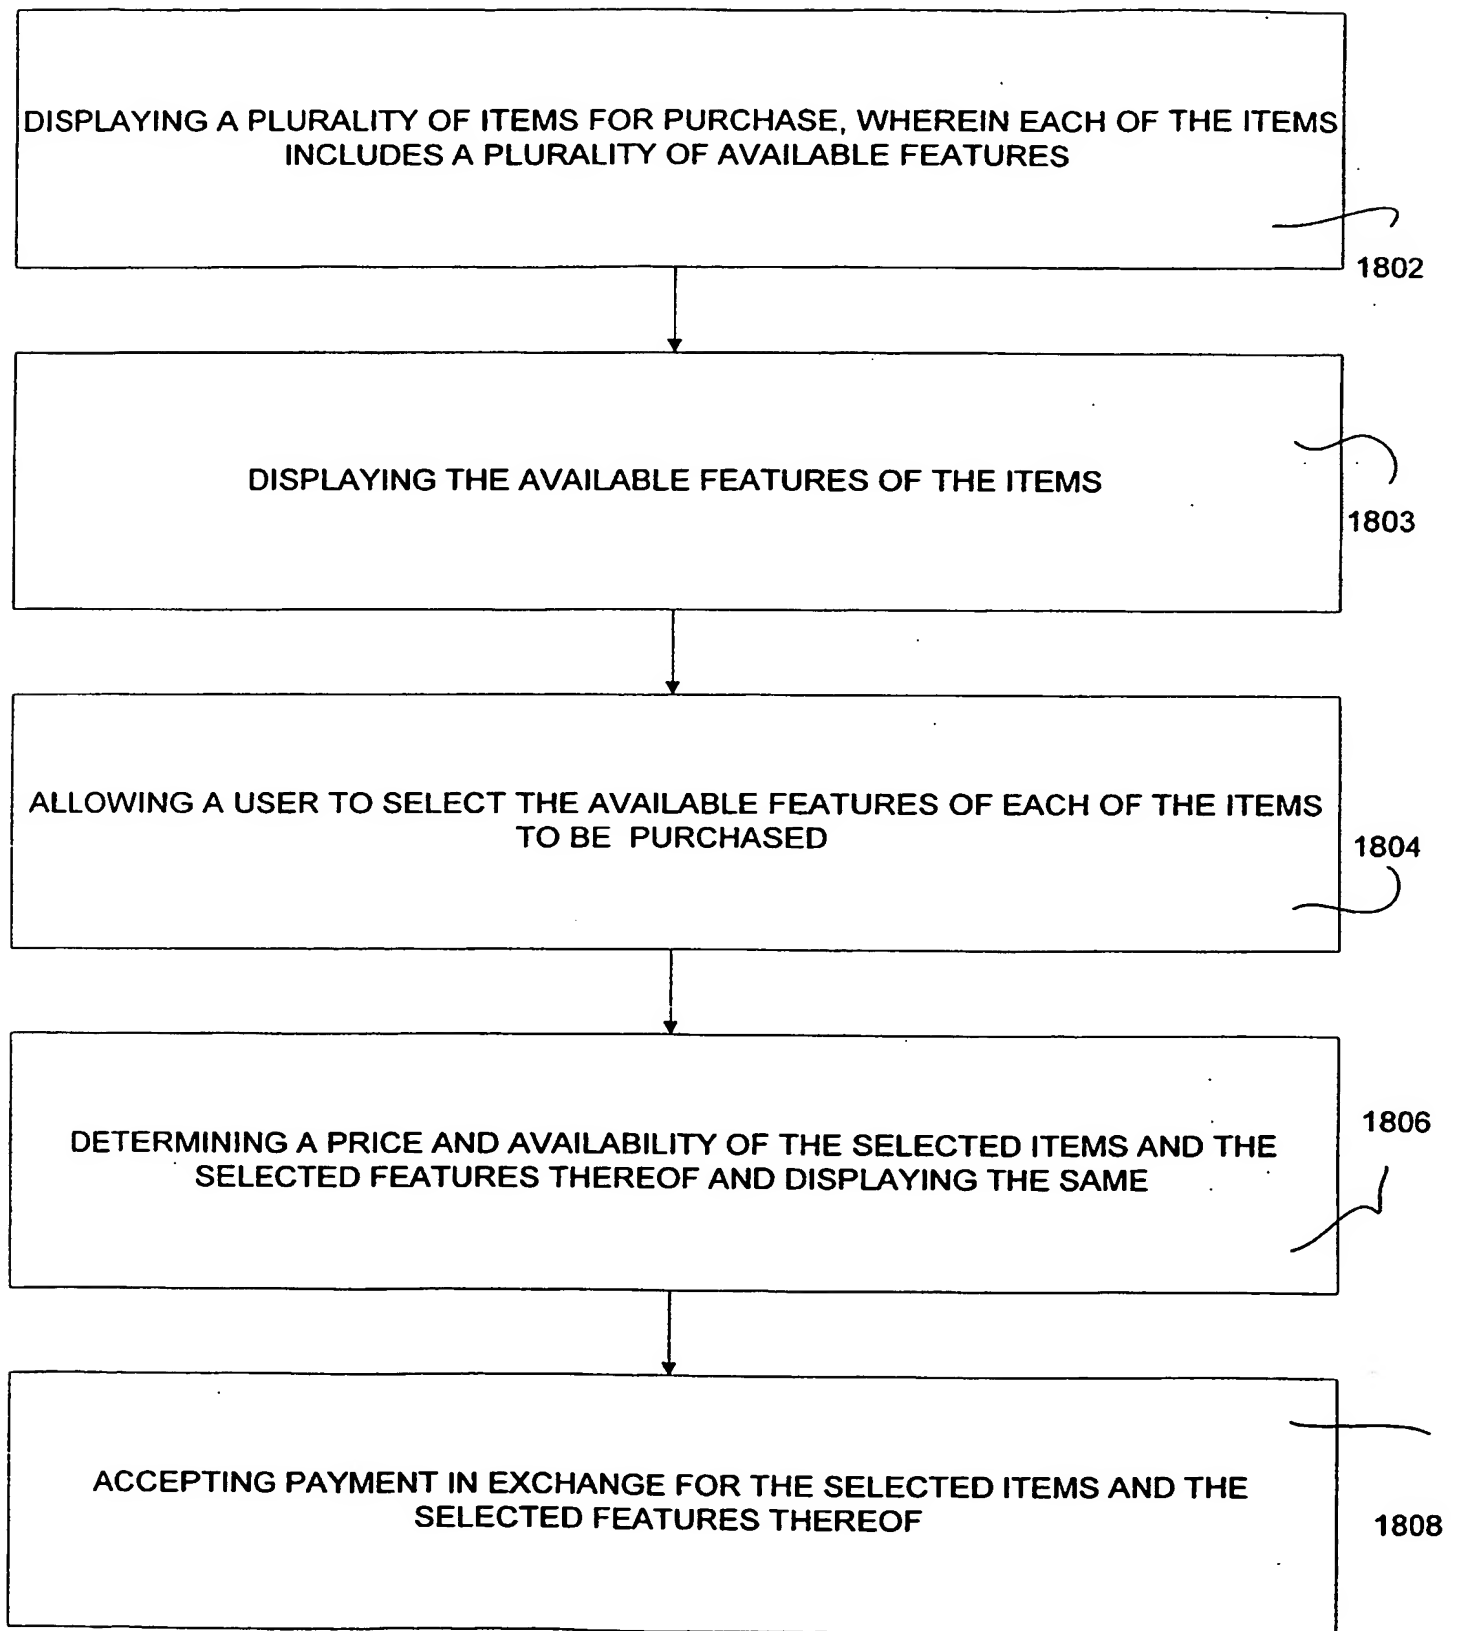 DISPLAYING A PLURALITY OF ITEMS FOR PURCHASE, WHEREIN EACH OF THE ITEMS
INCLUDES A PLURALITY OF AVAILABLE FEATURES
1802
DISPLAYING THE AVAILABLE FEATURES OF THE ITEMS
1803
ALLOWING A USER TO SELECT THE AVAILABLE FEATURES OF EACH OF THE ITEMS
TO BE PURCHASED
1804
DETERMINING A PRICE AND AVAILABILITY OF THE SELECTED ITEMS AND THE
SELECTED FEATURES THEREOF AND DISPLAYING THE SAME
1806
ACCEPTING PAYMENT IN EXCHANGE FOR THE SELECTED ITEMS AND THE
SELECTED FEATURES THEREOF
1808